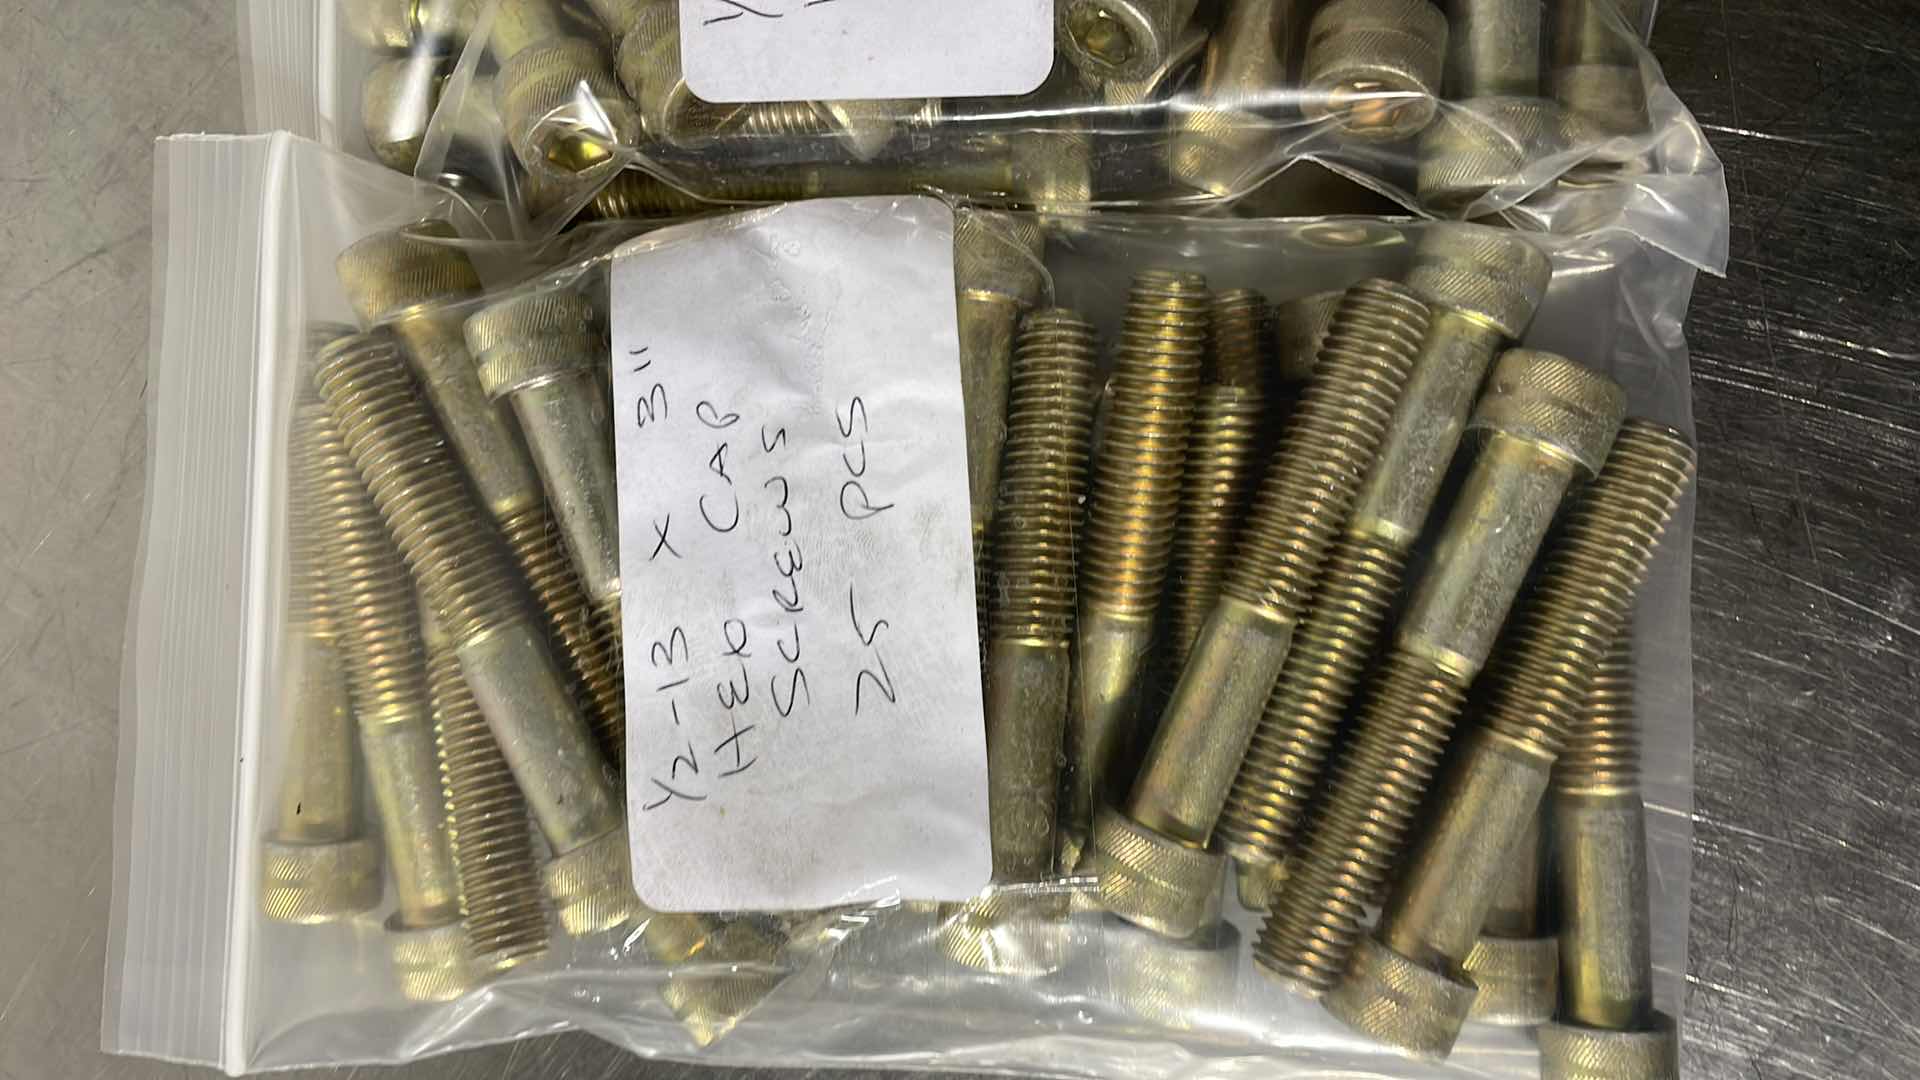 1/2-13 X 3"
HEX CAP
SCREWS
25 PCS